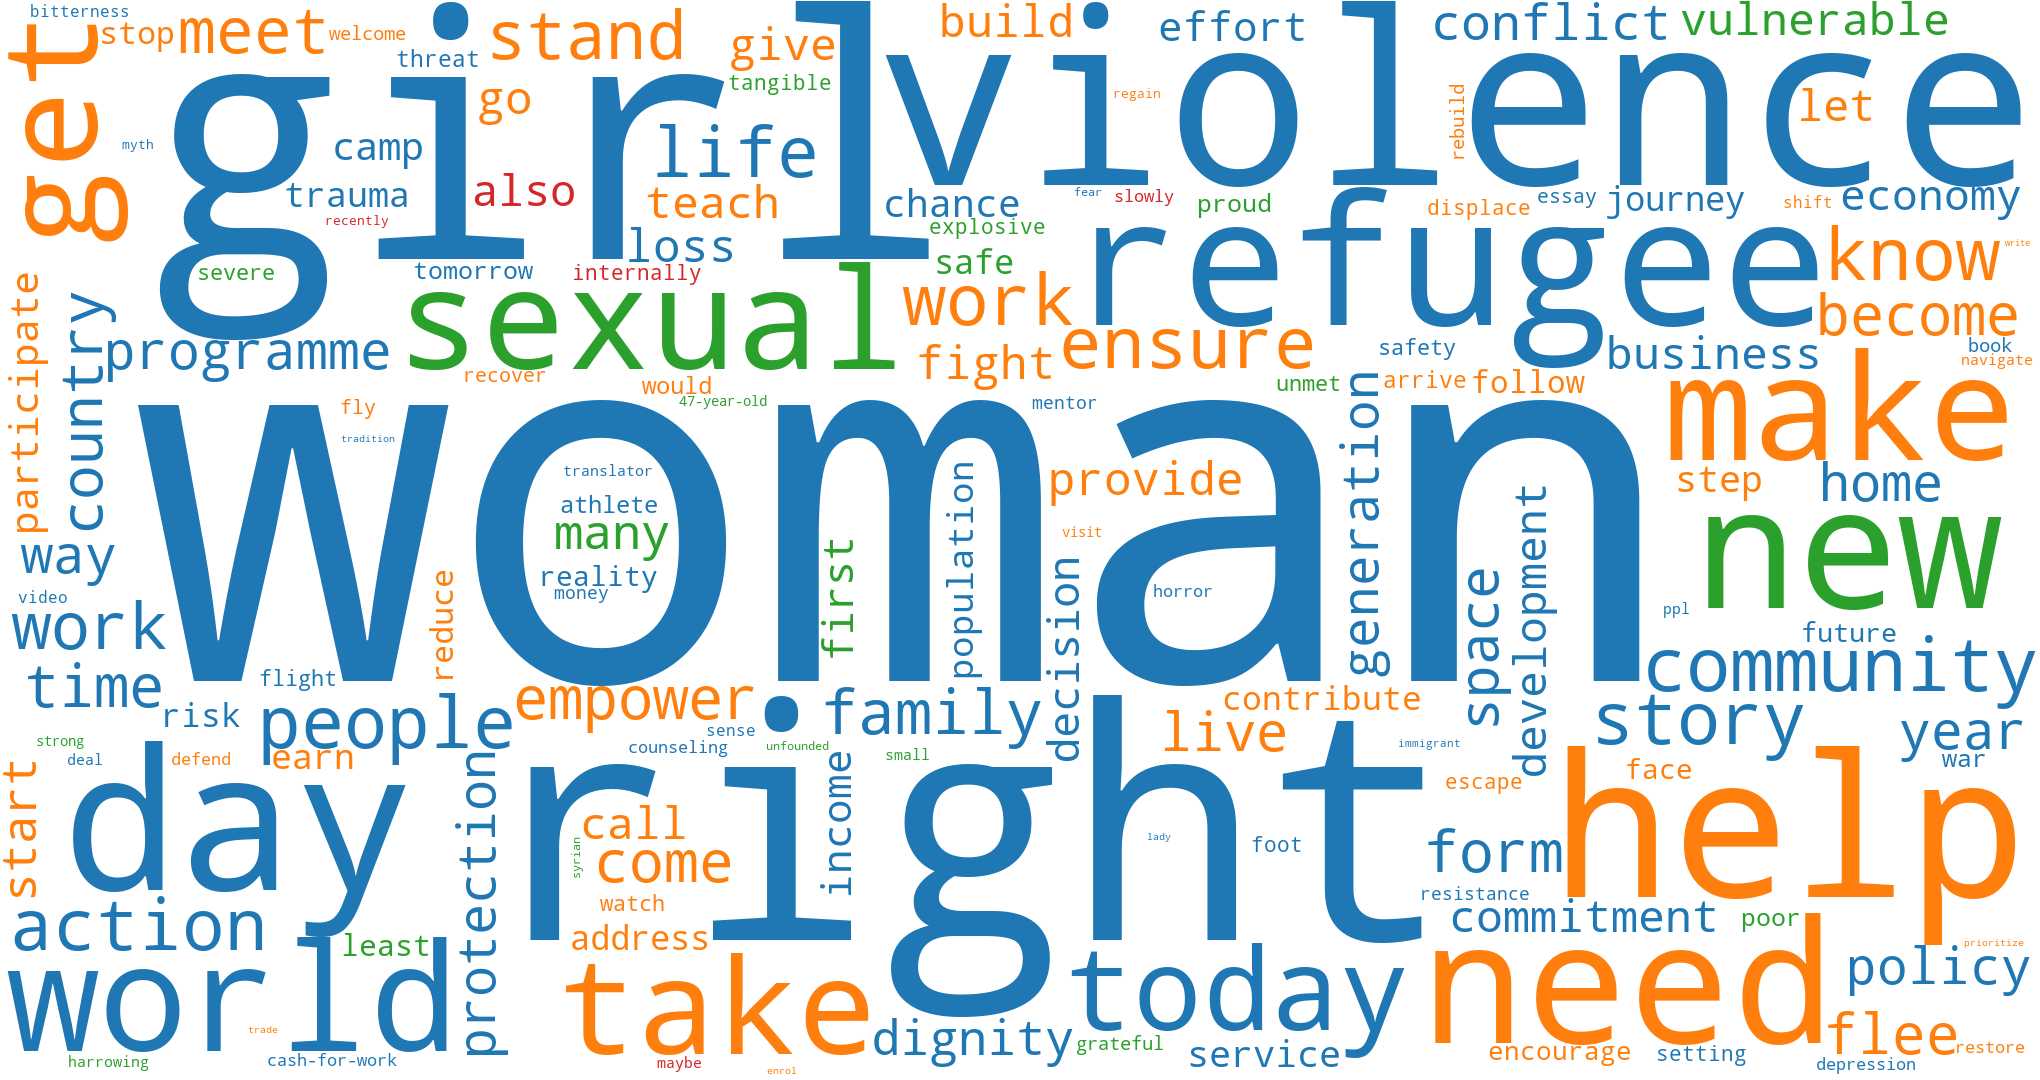 bitterness
stop
meet
welcome
get
girl
threat
stand
give
tangible
go
build
effort
conflict
vulnerable
violence
regain
rebuild
let
myth
camp
life
trauma
also
recently
teach
chance
fear
slowly
proud
displace
essay
journey
shift
economy
explosive
loss
refugee
know
write
severe
tomorrow
internally
safe
sexual
work
become
participate
country
programme
ensure
fight
safety
business
book
navigate
recover
would
unmet
arrive
follow
make
fly
47-year-old
mentor
tradition
woman
translator
athlete
many
reality
money
population
provide
visit
generation
step
home
new
development
way
first
decision
horror
space
video
work
reduce
ppl
future
community
time
flight
risk
people
empower
family
contribute
live
story
year
sense
counseling
unfounded
small
immigrant
strong
deal
defend
earn
war
face
escape
start
day
protection
right
income
call
come
syrian
lady
foot
form
help
resistance
watch
address
commitment
poor
action
least
need
prioritize
policy
world
take
today
dignity
flee
trade
grateful
service
encourage
setting
restore
harrowing
cash-for-work
maybe
enrol
depression